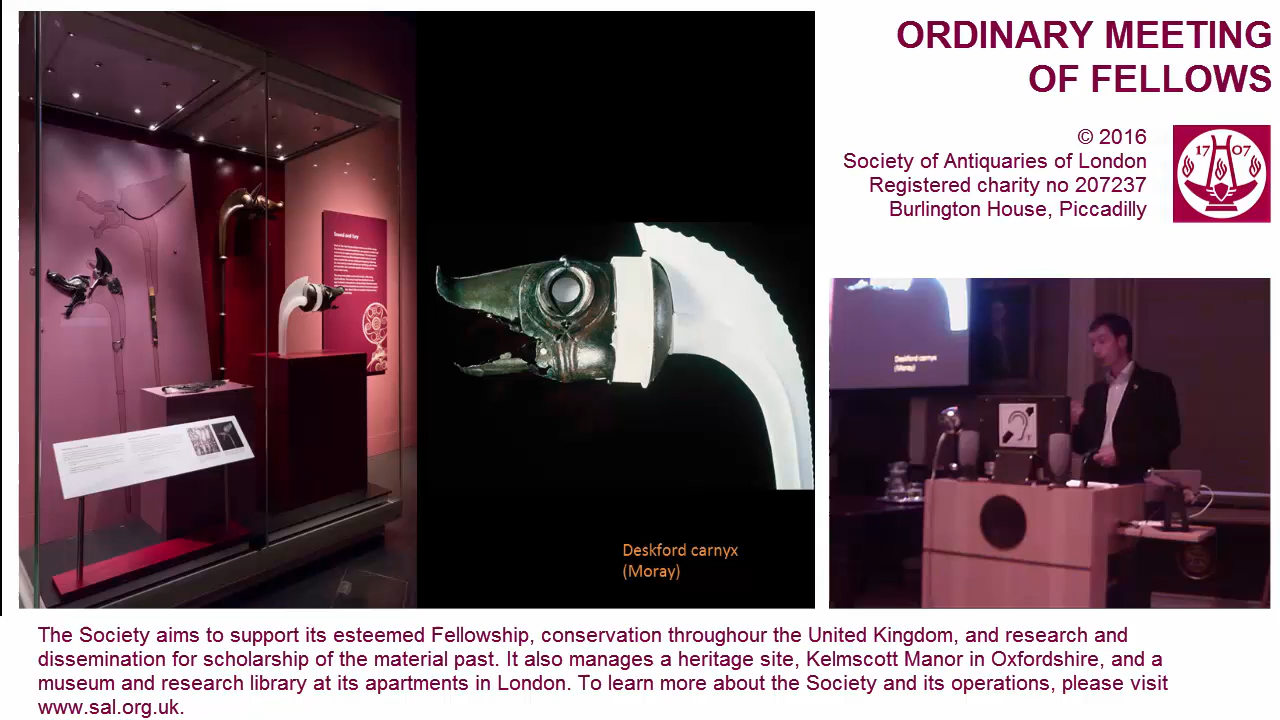 ORDINARY MEETING
OF FELLOWS
© 2016
Society of Antiquaries of London
Registered charity no 207237
Burlington House, Piccadilly
17 07
Sound and fury
Deskford carnyx
(Moray)
Deskford carnyx
(Moray)
The Society aims to support its esteemed Fellowship, conservation throughour the United Kingdom, and research and
dissemination for scholarship of the material past. It also manages a heritage site, Kelmscott Manor in Oxfordshire, and a
museum and research library at its apartments in London. To learn more about the Society and its operations, please visit
www.sal.org.uk.